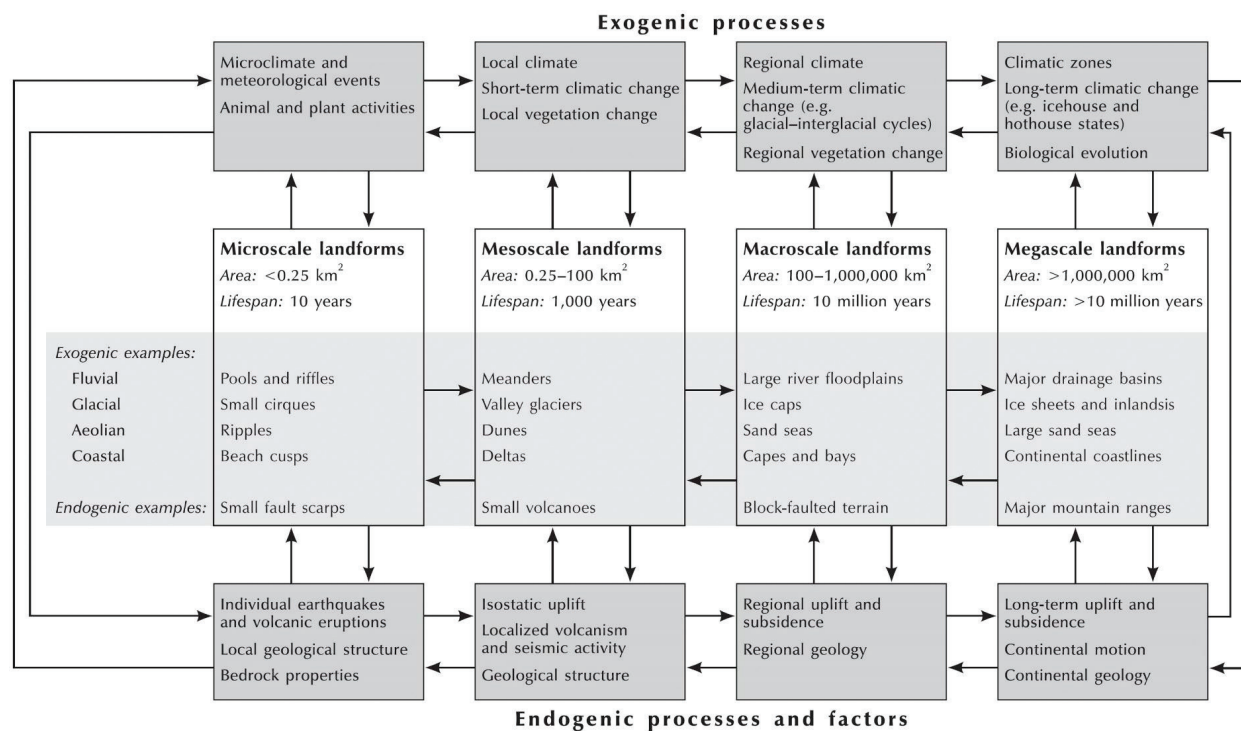 Exogenic processes
Microclimate and
meteorological events
Animal and plant activities
Local climate
Short-term climatic change
Local vegetation change
Regional climate
Medium-term climatic
change (e.g.
glacial–interglacial cycles)
Regional vegetation change
Climatic zones
Long-term climatic change
(e.g. icehouse and
hothouse states)
Biological evolution
Microscale landforms
Area: <0.25 km²
Lifespan: 10 years
Mesoscale landforms
Area: 0.25–100 km²
Lifespan: 1,000 years
Macroscale landforms
Area: 100–1,000,000 km²
Lifespan: 10 million years
Megascale landforms
Area: >1,000,000 km²
Lifespan: >10 million years
Exogenic examples:
Fluvial Pools and riffles Meanders Large river floodplains Major drainage basins
Glacial Small cirques Valley glaciers Ice caps Ice sheets and inlandsis
Aeolian Ripples Dunes Sand seas Large sand seas
Coastal Beach cusps Deltas Capes and bays Continental coastlines
Endogenic examples: Small fault scarps Small volcanoes Block-faulted terrain Major mountain ranges
Individual earthquakes
and volcanic eruptions
Local geological structure
Bedrock properties
Isostatic uplift
Localized volcanism
and seismic activity
Geological structure
Regional uplift and
subsidence
Regional geology
Long-term uplift and
subsidence
Continental motion
Continental geology
Endogenic processes and factors